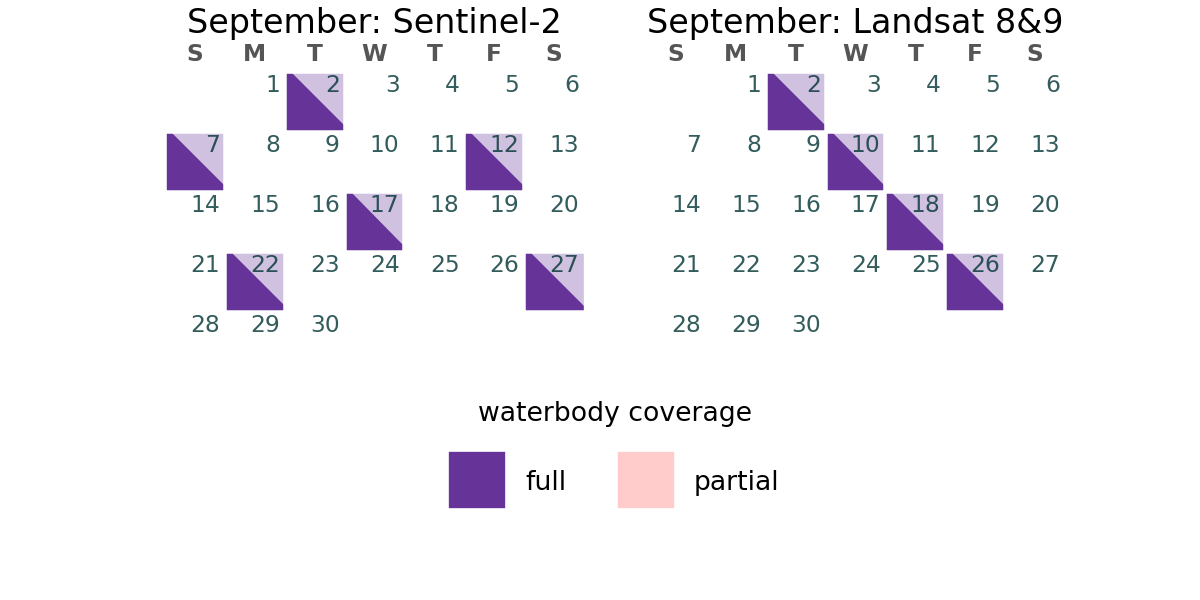 September: Sentinel-2
S M T W T F S
1 2 3 4 5 6
7 8 9 10 11 12 13
14 15 16 17 18 19 20
21 22 23 24 25 26 27
28 29 30
September: Landsat 8&9
S M T W T F S
1 2 3 4 5 6
7 8 9 10 11 12 13
14 15 16 17 18 19 20
21 22 23 24 25 26 27
28 29 30
waterbody coverage
full partial